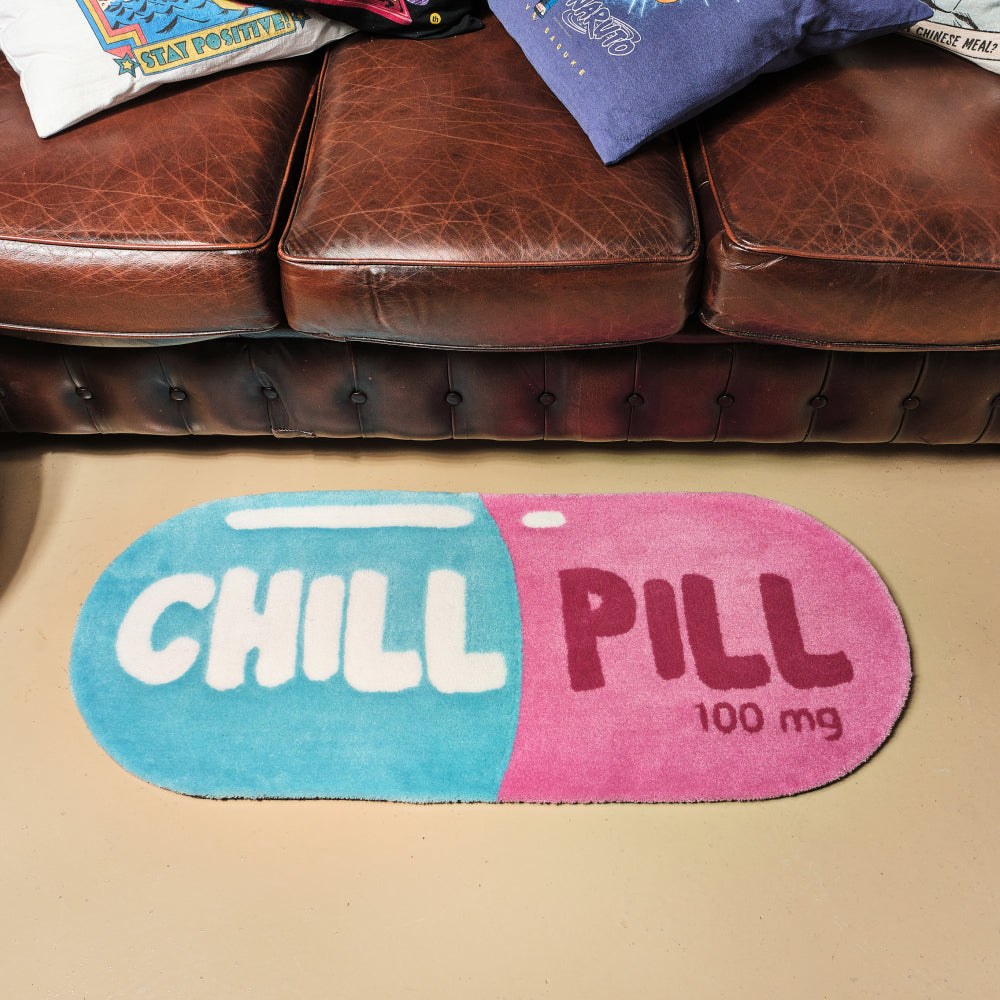 STAY POSITIVE!
NARUTO
CHINESE MEAL?
CHILL PILL
100 mg